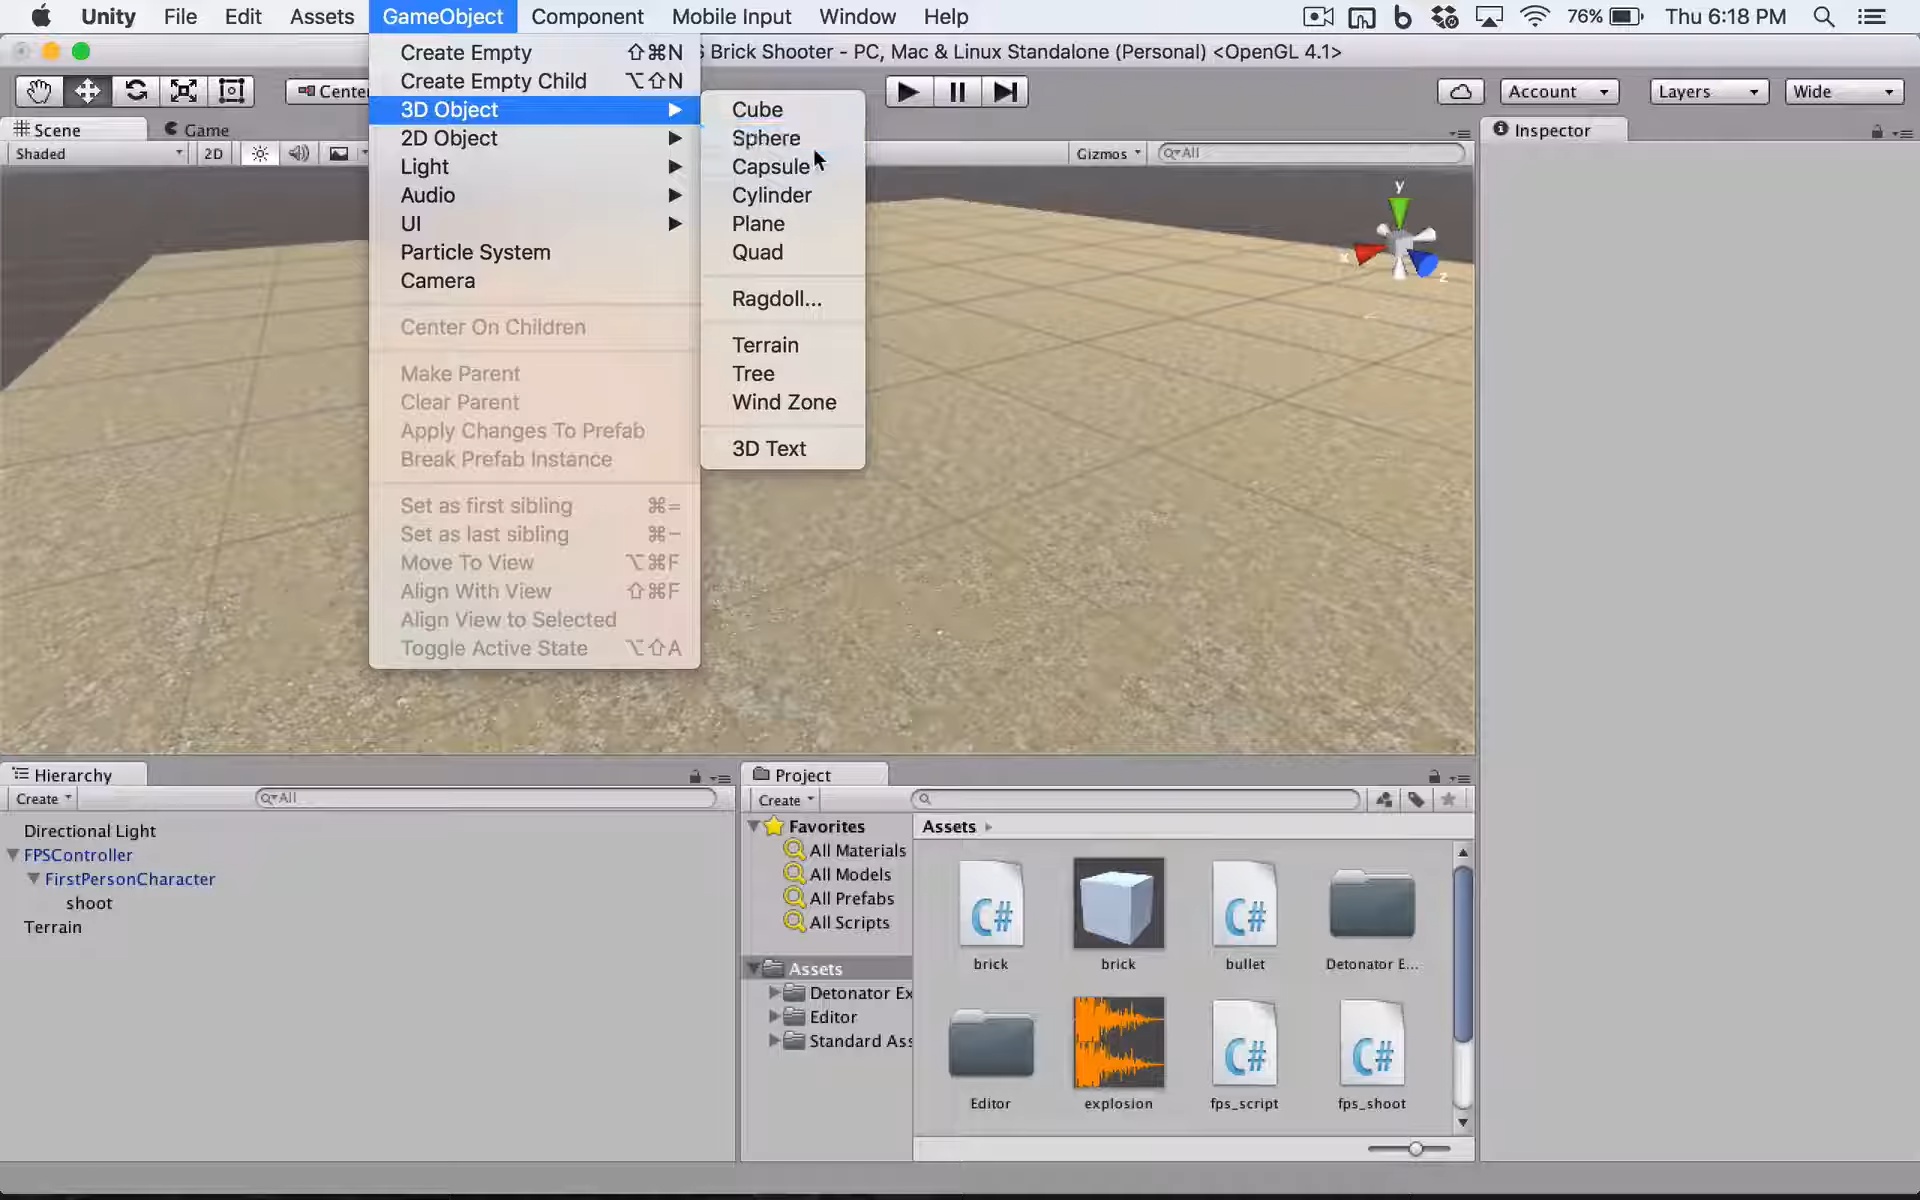 Unity File Edit Assets GameObject Component Mobile Input Window Help 76% Thu 6:18 PM
S Brick Shooter - PC, Mac & Linux Standalone (Personal) <OpenGL 4.1>
Center
Account Layers Wide
Create Empty ⇧⌘N
Create Empty Child ⌥⇧N
3D Object
2D Object
Light
Audio
UI
Particle System
Camera
Center On Children
Make Parent
Clear Parent
Apply Changes To Prefab
Break Prefab Instance
Set as first sibling ⌘=
Set as last sibling ⌘-
Move To View ⌥⌘F
Align With View ⇧⌘F
Align View to Selected
Toggle Active State ⌥⇧A
Cube
Sphere
Capsule
Cylinder
Plane
Quad
Ragdoll...
Terrain
Tree
Wind Zone
3D Text
Scene Game
Shaded 2D
Gizmos All
y
x
z
Inspector
Hierarchy
Create All
Directional Light
FPSController
FirstPersonCharacter
shoot
Terrain
Project
Create
Favorites
All Materials
All Models
All Prefabs
All Scripts
Assets
Detonator Ex
Editor
Standard Ass
Assets
C# C#
brick brick bullet Detonator E...
C# C#
Editor explosion fps_script fps_shoot